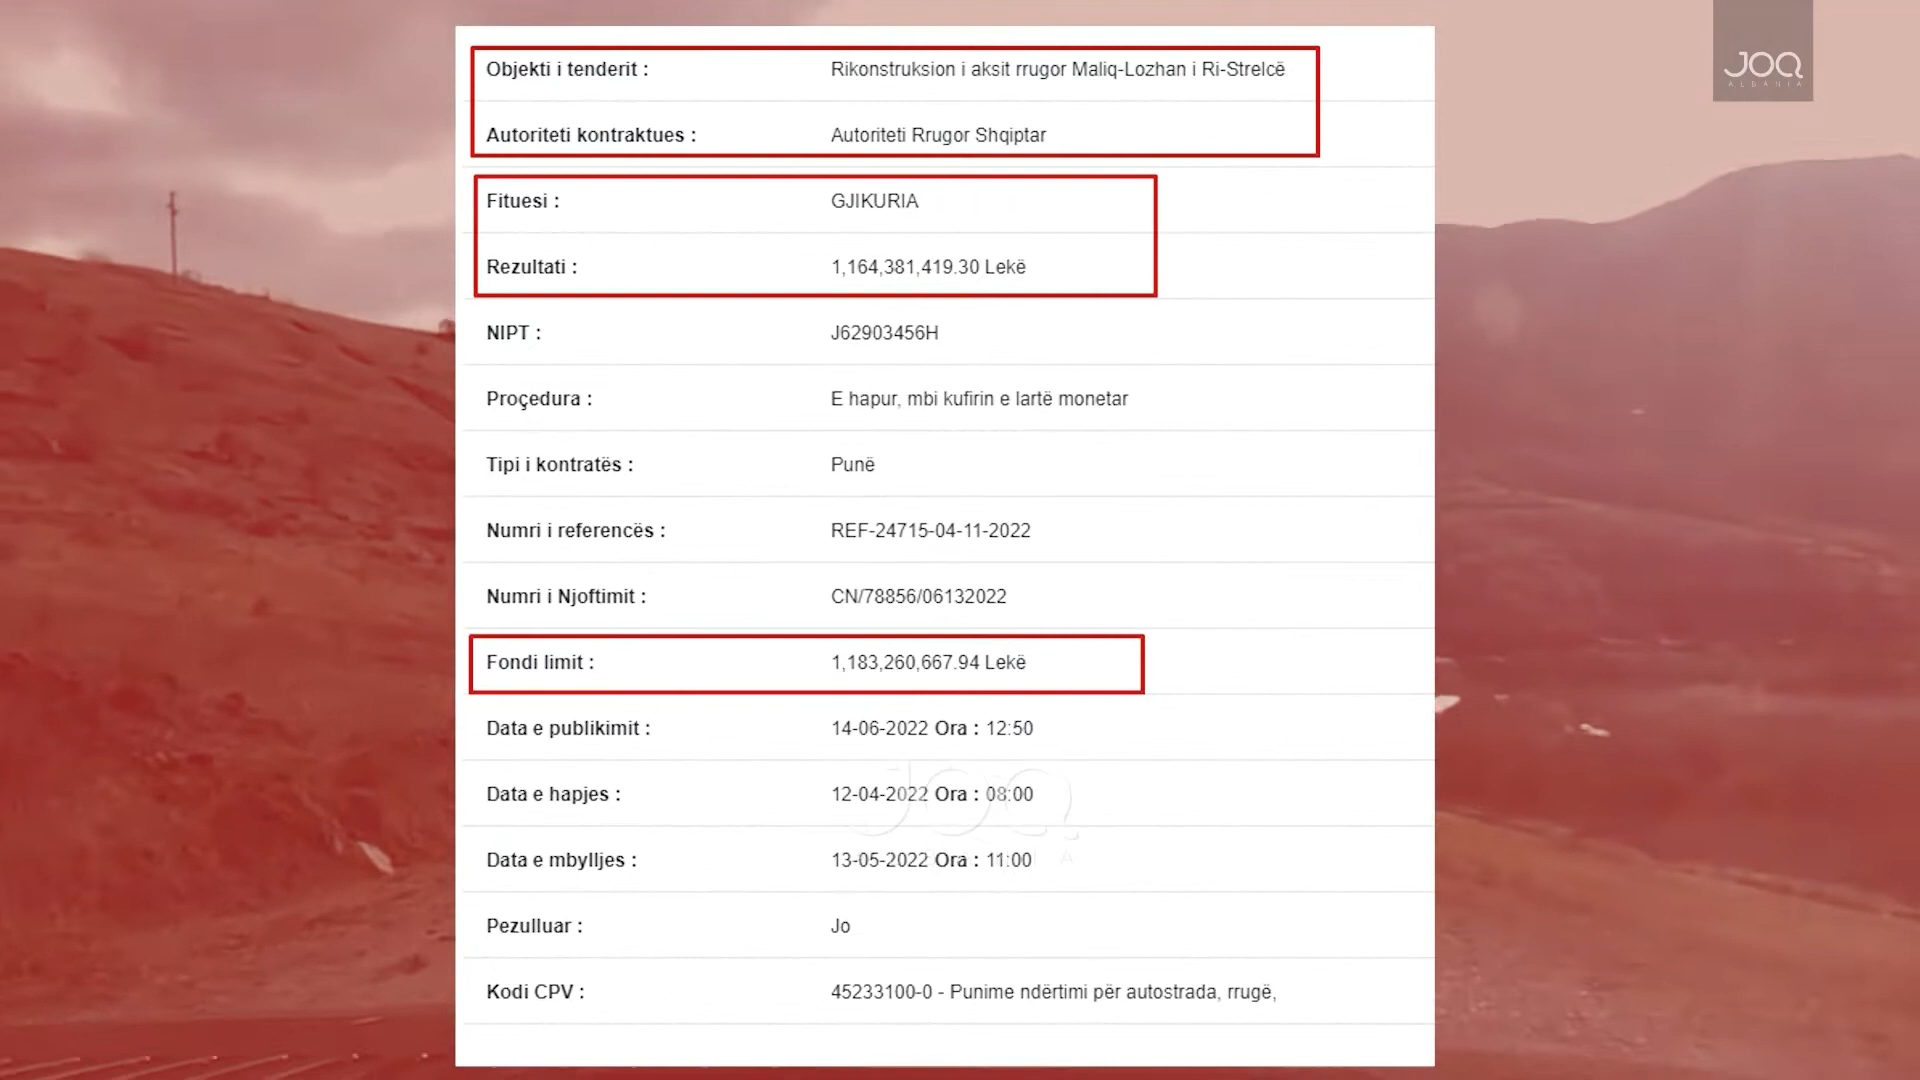 JOQ
ALBANIA
Objekti i tenderit : Rikonstruksion i aksit rrugor Maliq-Lozhan i Ri-Strelcë
Autoriteti kontraktues : Autoriteti Rrugor Shqiptar
Fituesi : GJIKURIA
Rezultati : 1,164,381,419.30 Lekë
NIPT : J62903456H
Proçedura : E hapur, mbi kufirin e lartë monetar
Tipi i kontratës : Punë
Numri i referencës : REF-24715-04-11-2022
Numri i Njoftimit : CN/78856/06132022
Fondi limit : 1,183,260,667.94 Lekë
Data e publikimit : 14-06-2022 Ora : 12:50
Data e hapjes : 12-04-2022 Ora : 08:00
JOQ
Data e mbylljes : 13-05-2022 Ora : 11:00
Pezulluar : Jo
Kodi CPV : 45233100-0 - Punime ndërtimi për autostrada, rrugë,